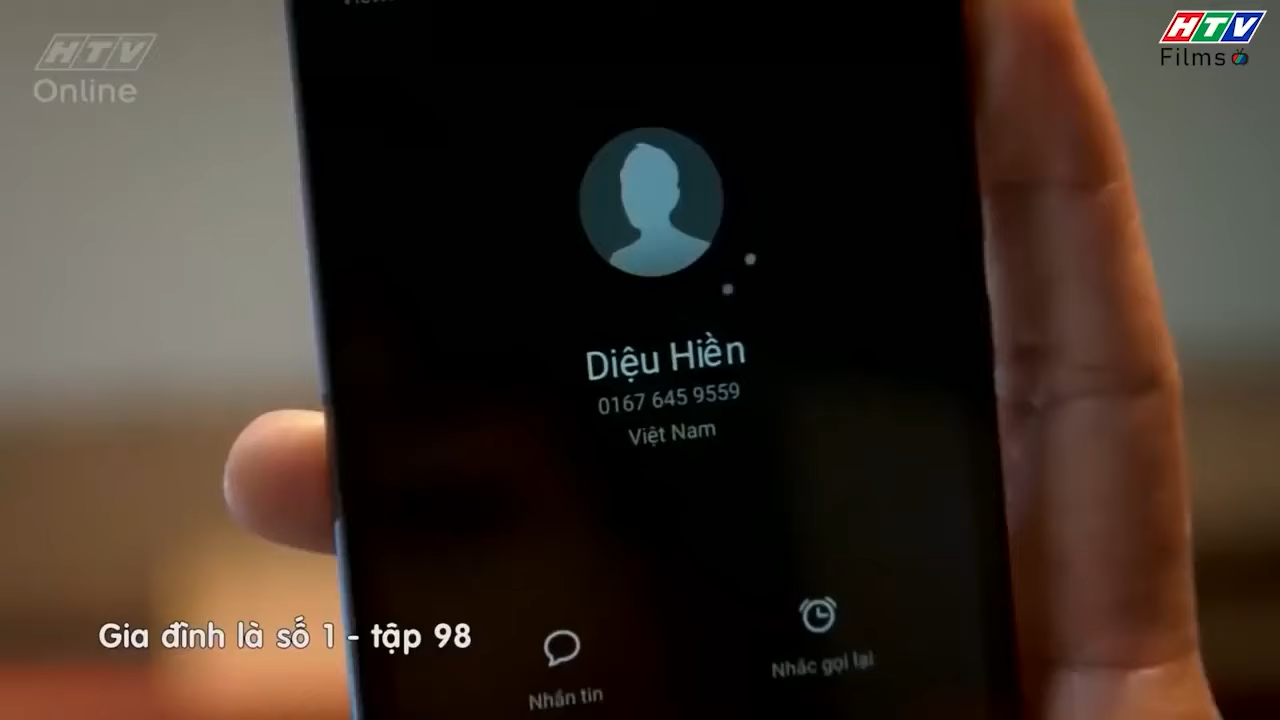 HTV
Online
HTV
Films
Diệu Hiền
0167 645 9559
Việt Nam
Gia đình là số 1 - tập 98
Nhắn tin
Nhắc gọi lại